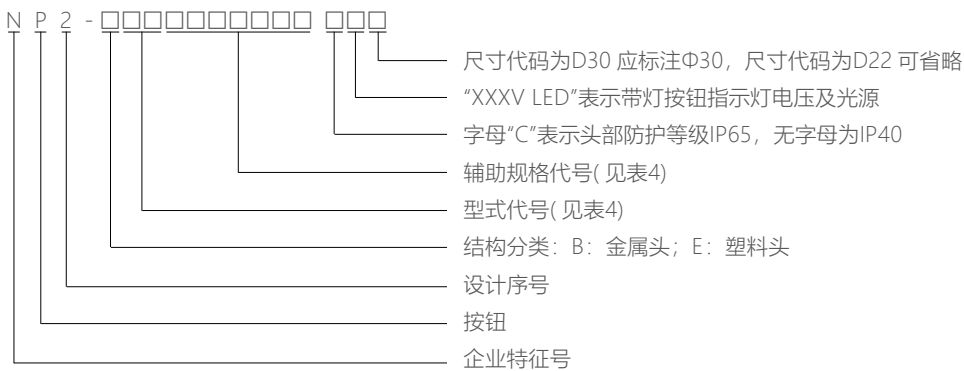 N P 2 - □□□□□□□□□□ □□□
尺寸代码为D30 应标注Φ30，尺寸代码为D22 可省略
“XXXV LED”表示带灯按钮指示灯电压及光源
字母“C”表示头部防护等级IP65，无字母为IP40
辅助规格代号( 见表4)
型式代号( 见表4)
结构分类：B：金属头；E：塑料头
设计序号
按钮
企业特征号